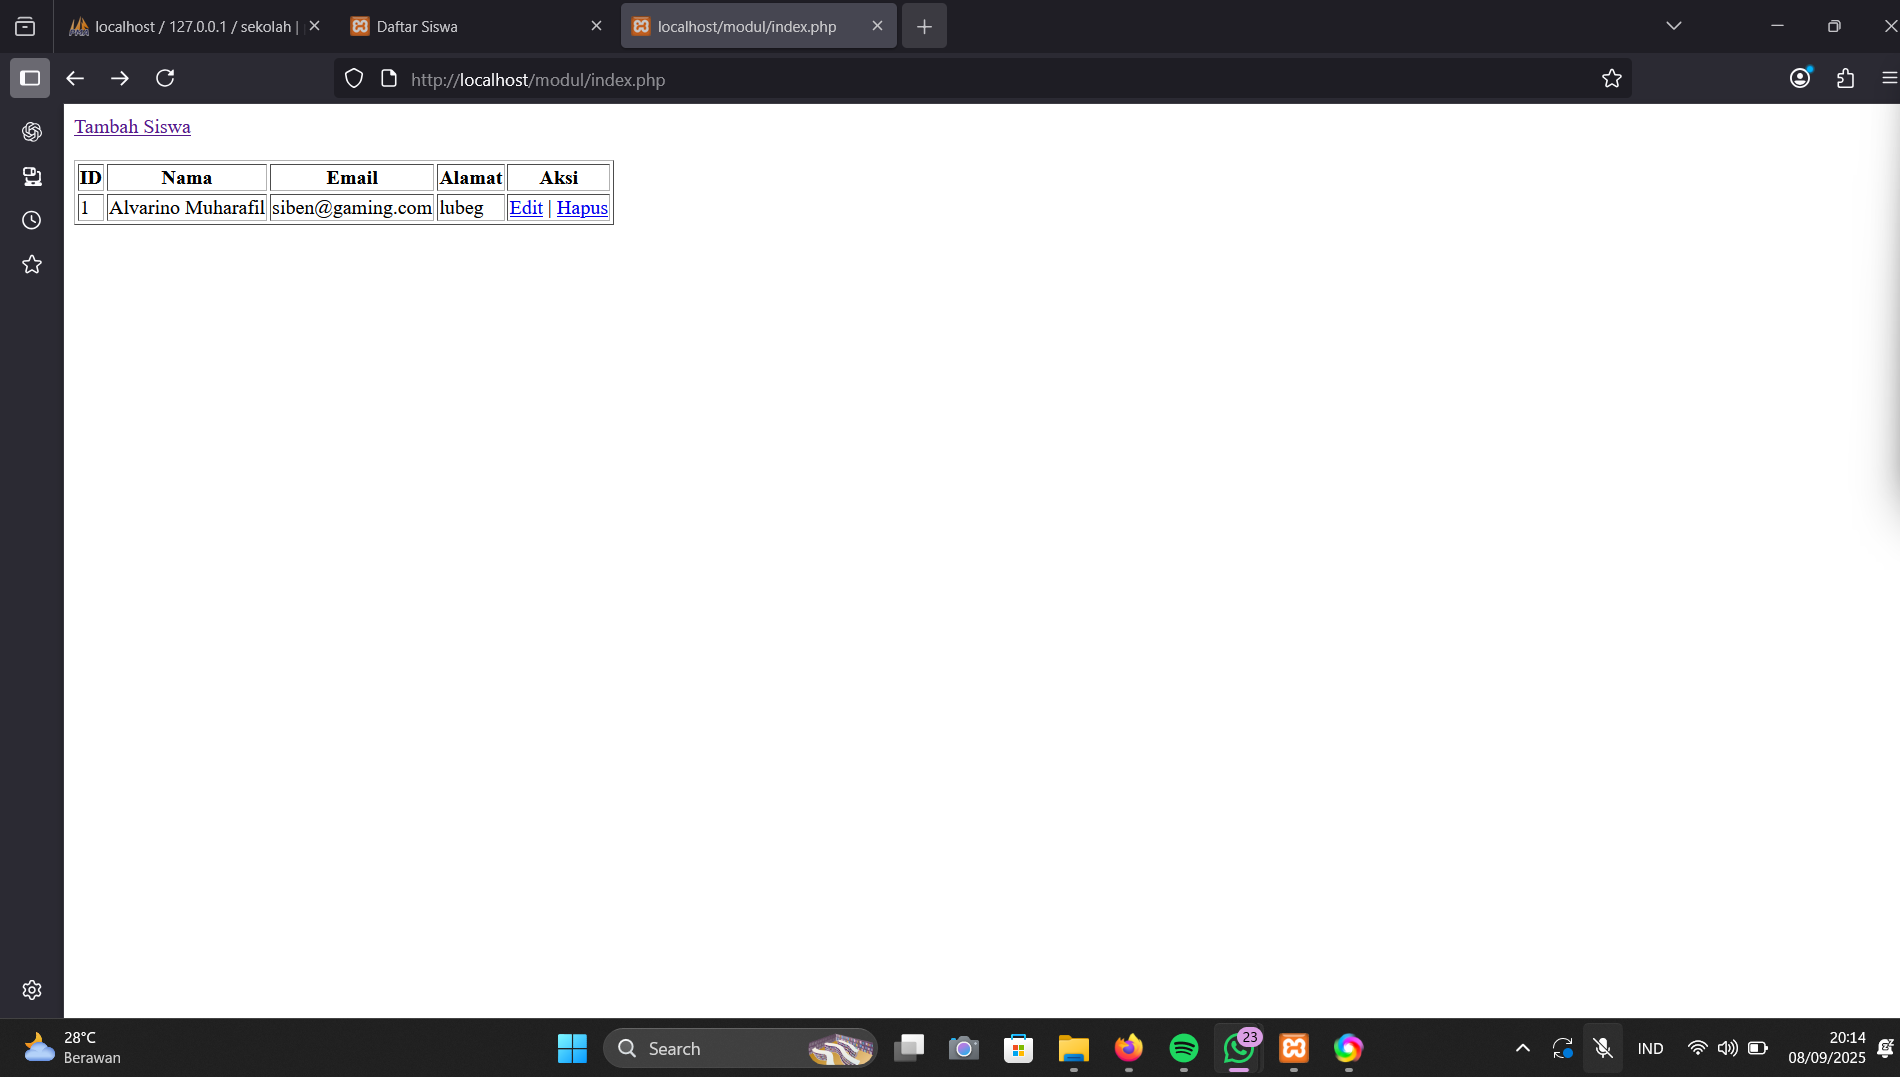 localhost / 127.0.0.1 / sekolah |
Daftar Siswa
localhost/modul/index.php
http://localhost/modul/index.php
Tambah Siswa
ID Nama Email Alamat Aksi
1 Alvarino Muharafil siben@gaming.com lubeg Edit | Hapus
28°C
Berawan
Search
23
IND
20:14
08/09/2025